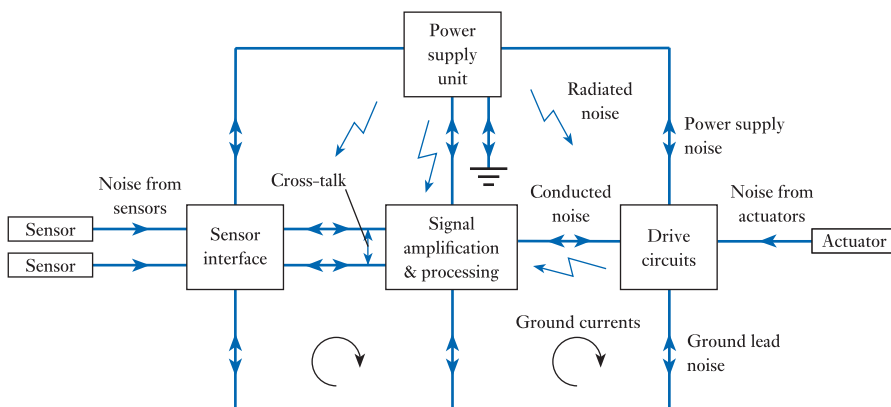 Power
supply
unit
Radiated
noise
Power supply
noise
Cross-talk
Noise from
sensors
Conducted
noise
Noise from
actuators
Sensor
Sensor
Sensor
interface
Signal
amplification
& processing
Drive
circuits
Actuator
Ground currents
Ground lead
noise